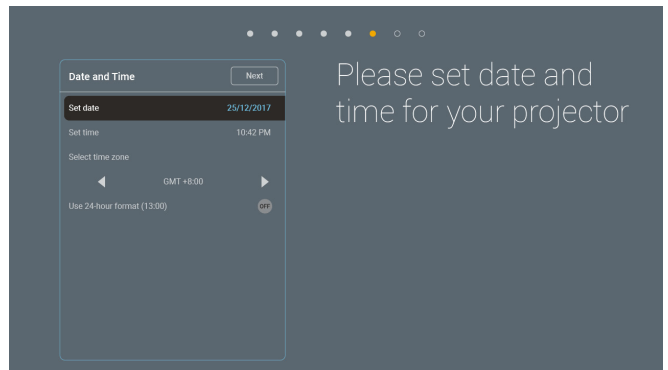 Date and Time
Next
Set date
25/12/2017
Set time
10:42 PM
Select time zone
GMT +8:00
Use 24-hour format (13:00)
OFF
Please set date and
time for your projector